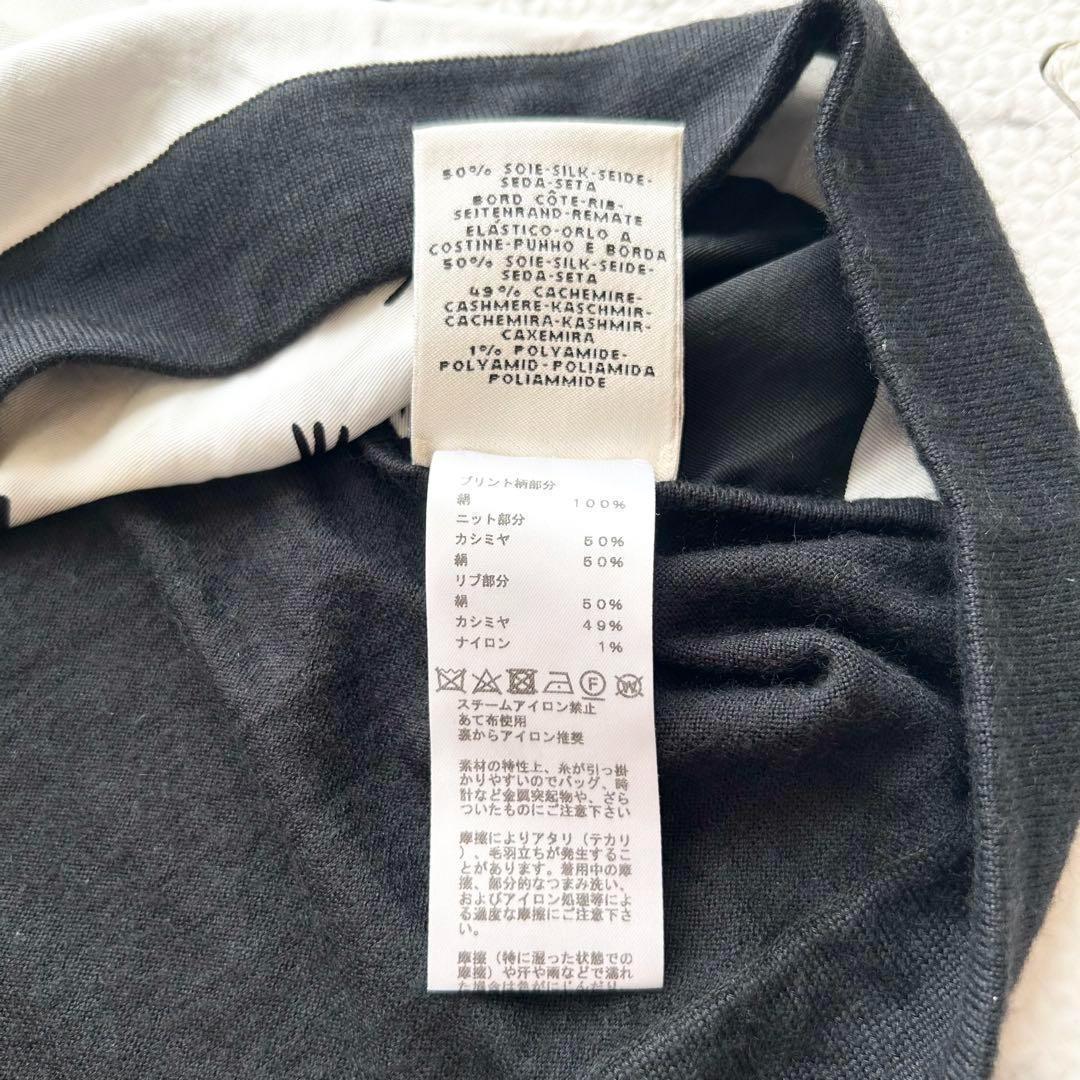 50% SOIE-SILK-SEIDE-
SEDA-SETA
BORD CÔTE-RIB-
SEITENRAND-REMATE
ELÁSTICO-ORLO A
COSTINE-PUNHO E BORDA
50% SOIE-SILK-SEIDE-
SEDA-SETA
49% CACHEMIRE-
CASHMERE-KASCHMIR-
CACHEMIRA-KASHMIR-
CAXEMIRA
1% POLYAMIDE-
POLYAMID-POLIAMIDA
POLIAMMIDE
プリント柄部分
絹 100%
ニット部分
カシミヤ 50%
絹 50%
リブ部分
絹 50%
カシミヤ 49%
ナイロン 1%
F W
スチームアイロン禁止
あて布使用
裏からアイロン推奨
素材の特性上、糸が引っ掛
かりやすいのでバッグ、時
計など金属突起物や、ざら
ついたものにご注意下さい
摩擦によりアタリ(テカリ
)、毛羽立ちが発生するこ
とがあります。着用中の摩
擦、部分的なつまみ洗い、
およびアイロン処理等によ
る過度な摩擦にご注意下さ
い。
摩擦(特に湿った状態での
摩擦)や汗や雨などで濡れ
た場合は色がにじんだり